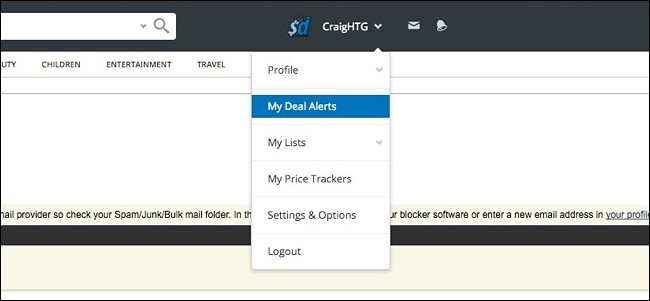 $d CraigHTG
UTY CHILDREN ENTERTAINMENT TRAVEL
Profile
My Deal Alerts
My Lists
My Price Trackers
nail provider so check your Spam/Junk/Bulk mail folder. In th ur blocker software or enter a new email address in your profile
Settings & Options
Logout